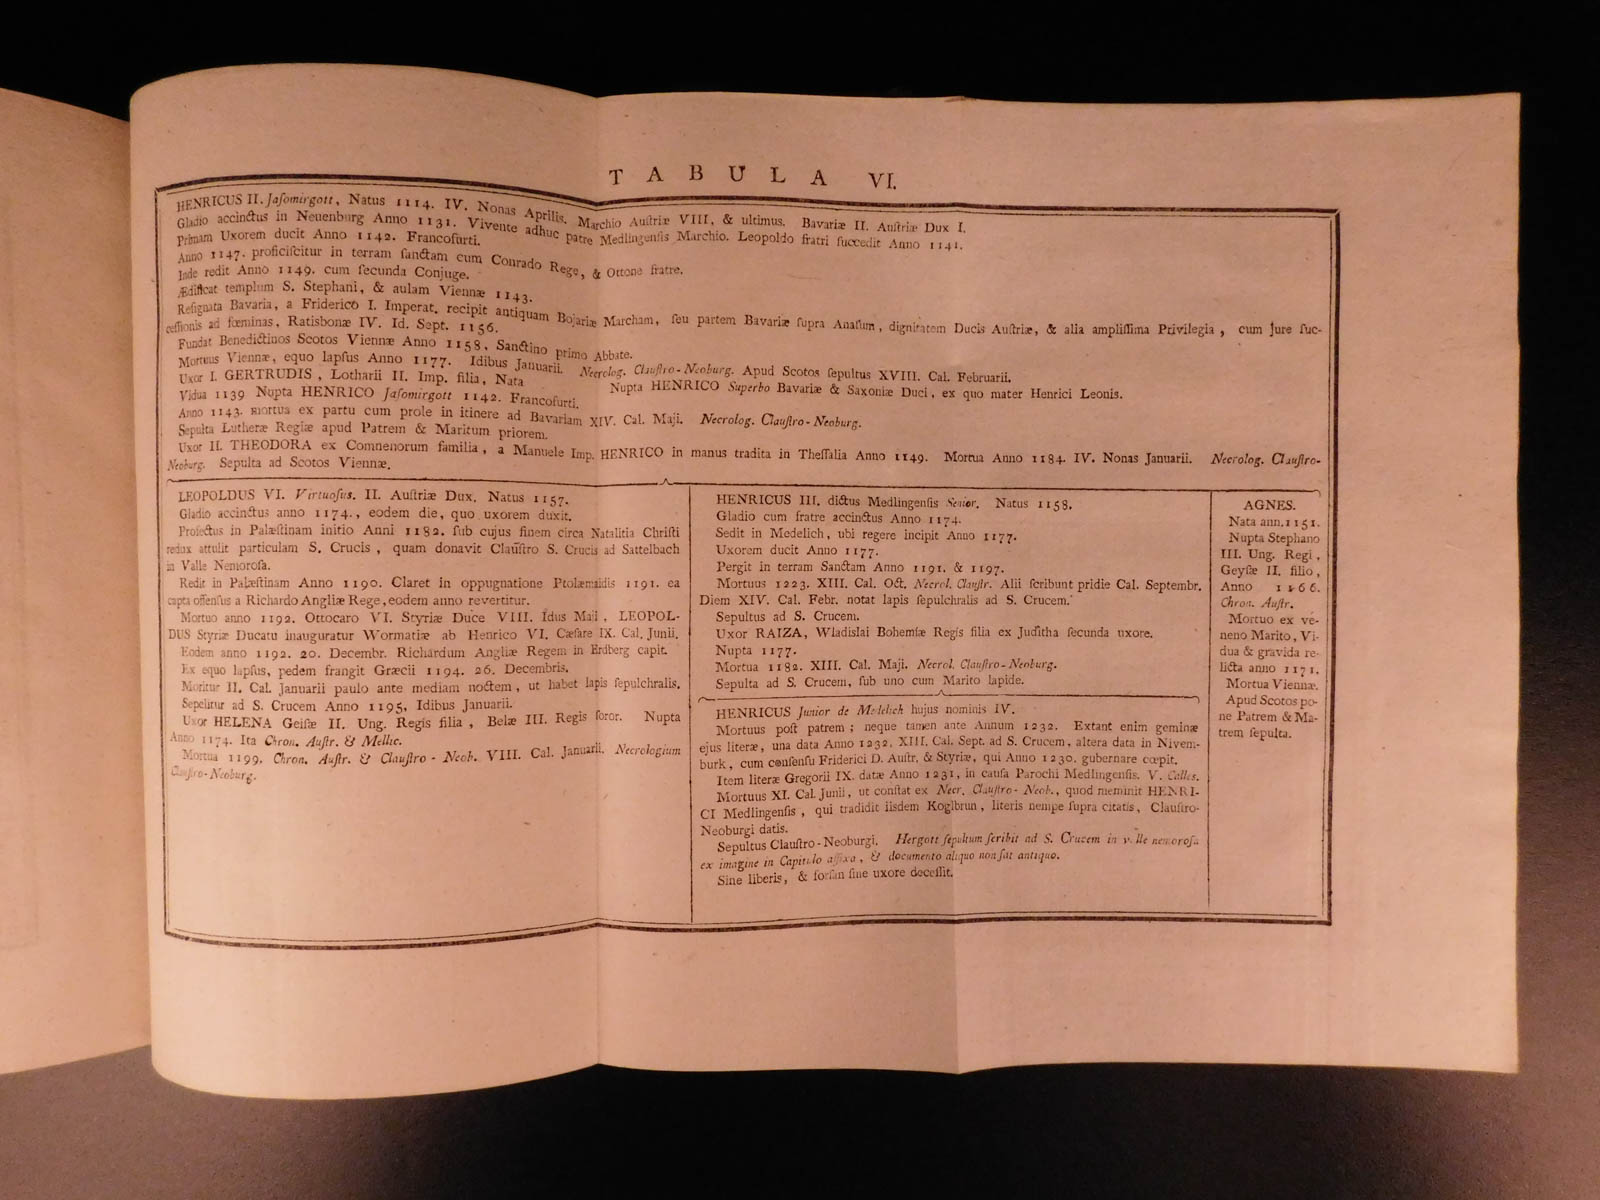 TABULA VI.
HENRICUS II. Jaſomirgott, Natus 1114. IV. Nonas Aprilis. Marchio Auſtriæ VIII, & ultimus. Bavariæ II. Auſtriæ Dux I.
Gladio accinctus in Neuenburg Anno 1131. Vivente adhuc patre Medlingenſis Marchio. Leopoldo fratri ſuccedit Anno 1141.
Primam Uxorem ducit Anno 1142. Francofurti.
Anno 1147. proficiſcitur in terram ſanctam cum Conrado Rege, & Ottone fratre.
Inde redit Anno 1149. cum ſecunda Conjuge.
Ædificat templum S. Stephani, & aulam Viennæ 1143.
Reſignata Bavaria, a Friderico I. Imperat. recipit antiquam Bojariæ Marcham, ſeu partem Bavariæ ſupra Anaſum, dignitatem Ducis Auſtriæ, & alia ampliſſima Privilegia, cum Jure ſuc-
ceſſionis ad fœminas, Ratisbonæ IV. Id. Sept. 1156.
Fundat Benedictinos Scotos Viennæ Anno 1158, Sanctino primo Abbate.
Mortuus Viennæ, equo lapſus Anno 1177. Idibus Januarii. Necrolog. Clauſtro-Neoburg. Apud Scotos ſepultus XVIII. Cal. Februarii.
Uxor I. GERTRUDIS, Lotharii II. Imp. filia, Nata Nupta HENRICO Superbo Bavariæ & Saxoniæ Duci, ex quo mater Henrici Leonis.
Vidua 1139 Nupta HENRICO Jaſomirgott 1142. Francofurti.
Anno 1143. mortua ex partu cum prole in itinere ad Bavariam XIV. Cal. Maji. Necrolog. Clauſtro-Neoburg.
Sepulta Lutheræ Regiæ apud Patrem & Maritum priorem.
Uxor II. THEODORA ex Comnenorum familia, a Manuele Imp. HENRICO in manus tradita in Theſſalia Anno 1149. Mortua Anno 1184. IV. Nonas Januarii. Necrolog. Clauſtro-
Neoburg. Sepulta ad Scotos Viennæ.
LEOPOLDUS VI. Virtuoſus. II. Auſtriæ Dux. Natus 1157.
Gladio accinctus anno 1174., eodem die, quo uxorem duxit.
Profectus in Palæſtinam initio Anni 1182. ſub cujus finem circa Natalitia Chriſti
redux attulit particulam S. Crucis, quam donavit Clauſtro S. Crucis ad Sattelbach
in Valle Nemoroſa.
Redit in Palæſtinam Anno 1190. Claret in oppugnatione Ptolæmaidis 1191. ea
capta offenſus a Richardo Angliæ Rege, eodem anno revertitur.
Mortuo anno 1192. Ottocaro VI. Styriæ Duce VIII. Idus Maji, LEOPOL-
DUS Styriæ Ducatu inauguratur Wormatiæ ab Henrico VI. Cæſare IX. Cal. Junii.
Eodem anno 1192. 20. Decembr. Richardum Angliæ Regem in Erdberg capit.
Ex equo lapſus, pedem frangit Græcii 1194. 26. Decembris.
Moritur II. Cal. Januarii paulo ante mediam noctem, ut habet lapis ſepulchralis.
Sepelitur ad S. Crucem Anno 1195, Idibus Januarii.
Uxor HELENA Geiſæ II. Ung. Regis filia, Belæ III. Regis ſoror. Nupta
Anno 1174. Ita Chron. Auſtr. & Mellic.
Mortua 1199. Chron. Auſtr. & Clauſtro-Neob. VIII. Cal. Januarii. Necrologium
Clauſtro-Neoburg.
HENRICUS III. dictus Medlingenſis Senior. Natus 1158.
Gladio cum fratre accinctus Anno 1174.
Sedit in Medelich, ubi regere incipit Anno 1177.
Uxorem ducit Anno 1177.
Pergit in terram Sanctam Anno 1191. & 1197.
Mortuus 1223. XIII. Cal. Oct. Necrol. Clauſtr. Alii ſcribunt pridie Cal. Septembr.
Diem XIV. Cal. Febr. notat lapis ſepulchralis ad S. Crucem.
Sepultus ad S. Crucem.
Uxor RAIZA, Wladislai Bohemiæ Regis filia ex Juditha ſecunda uxore.
Nupta 1177.
Mortua 1182. XIII. Cal. Maji. Necrol. Clauſtro-Neoburg.
Sepulta ad S. Crucem, ſub uno cum Marito lapide.
HENRICUS Junior de Medelich hujus nominis IV.
Mortuus poſt patrem; neque tamen ante Annum 1232. Extant enim geminæ
ejus literæ, una data Anno 1232. XIII. Cal. Sept. ad S. Crucem, altera data in Nivem-
burk, cum conſenſu Friderici D. Auſtr. & Styriæ, qui Anno 1230. gubernare cœpit.
Item literæ Gregorii IX. datæ Anno 1231, in cauſa Parochi Medlingenſis. V. Calles.
Mortuus XI. Cal. Junii, ut conſtat ex Necr. Clauſtro-Neob., quod meminit HENRI-
CI Medlingenſis, qui tradidit iisdem Koglbrun, literis nempe ſupra citatis, Clauſtro-
Neoburgi datis.
Sepultus Clauſtro-Neoburgi. Hergott ſepultum ſcribit ad S. Crucem in valle nemoroſa
ex imagine in Capitulo affixa, & documento aliquo non ſat antiquo.
Sine liberis, & forſan ſine uxore deceſſit.
AGNES.
Nata ann. 1151.
Nupta Stephano
III. Ung. Regi,
Geyſæ II. filio,
Anno 1166.
Chron. Auſtr.
Mortuo ex ve-
neno Marito, Vi-
dua & gravida re-
licta anno 1171.
Mortua Viennæ.
Apud Scotos po-
ne Patrem & Ma-
trem ſepulta.